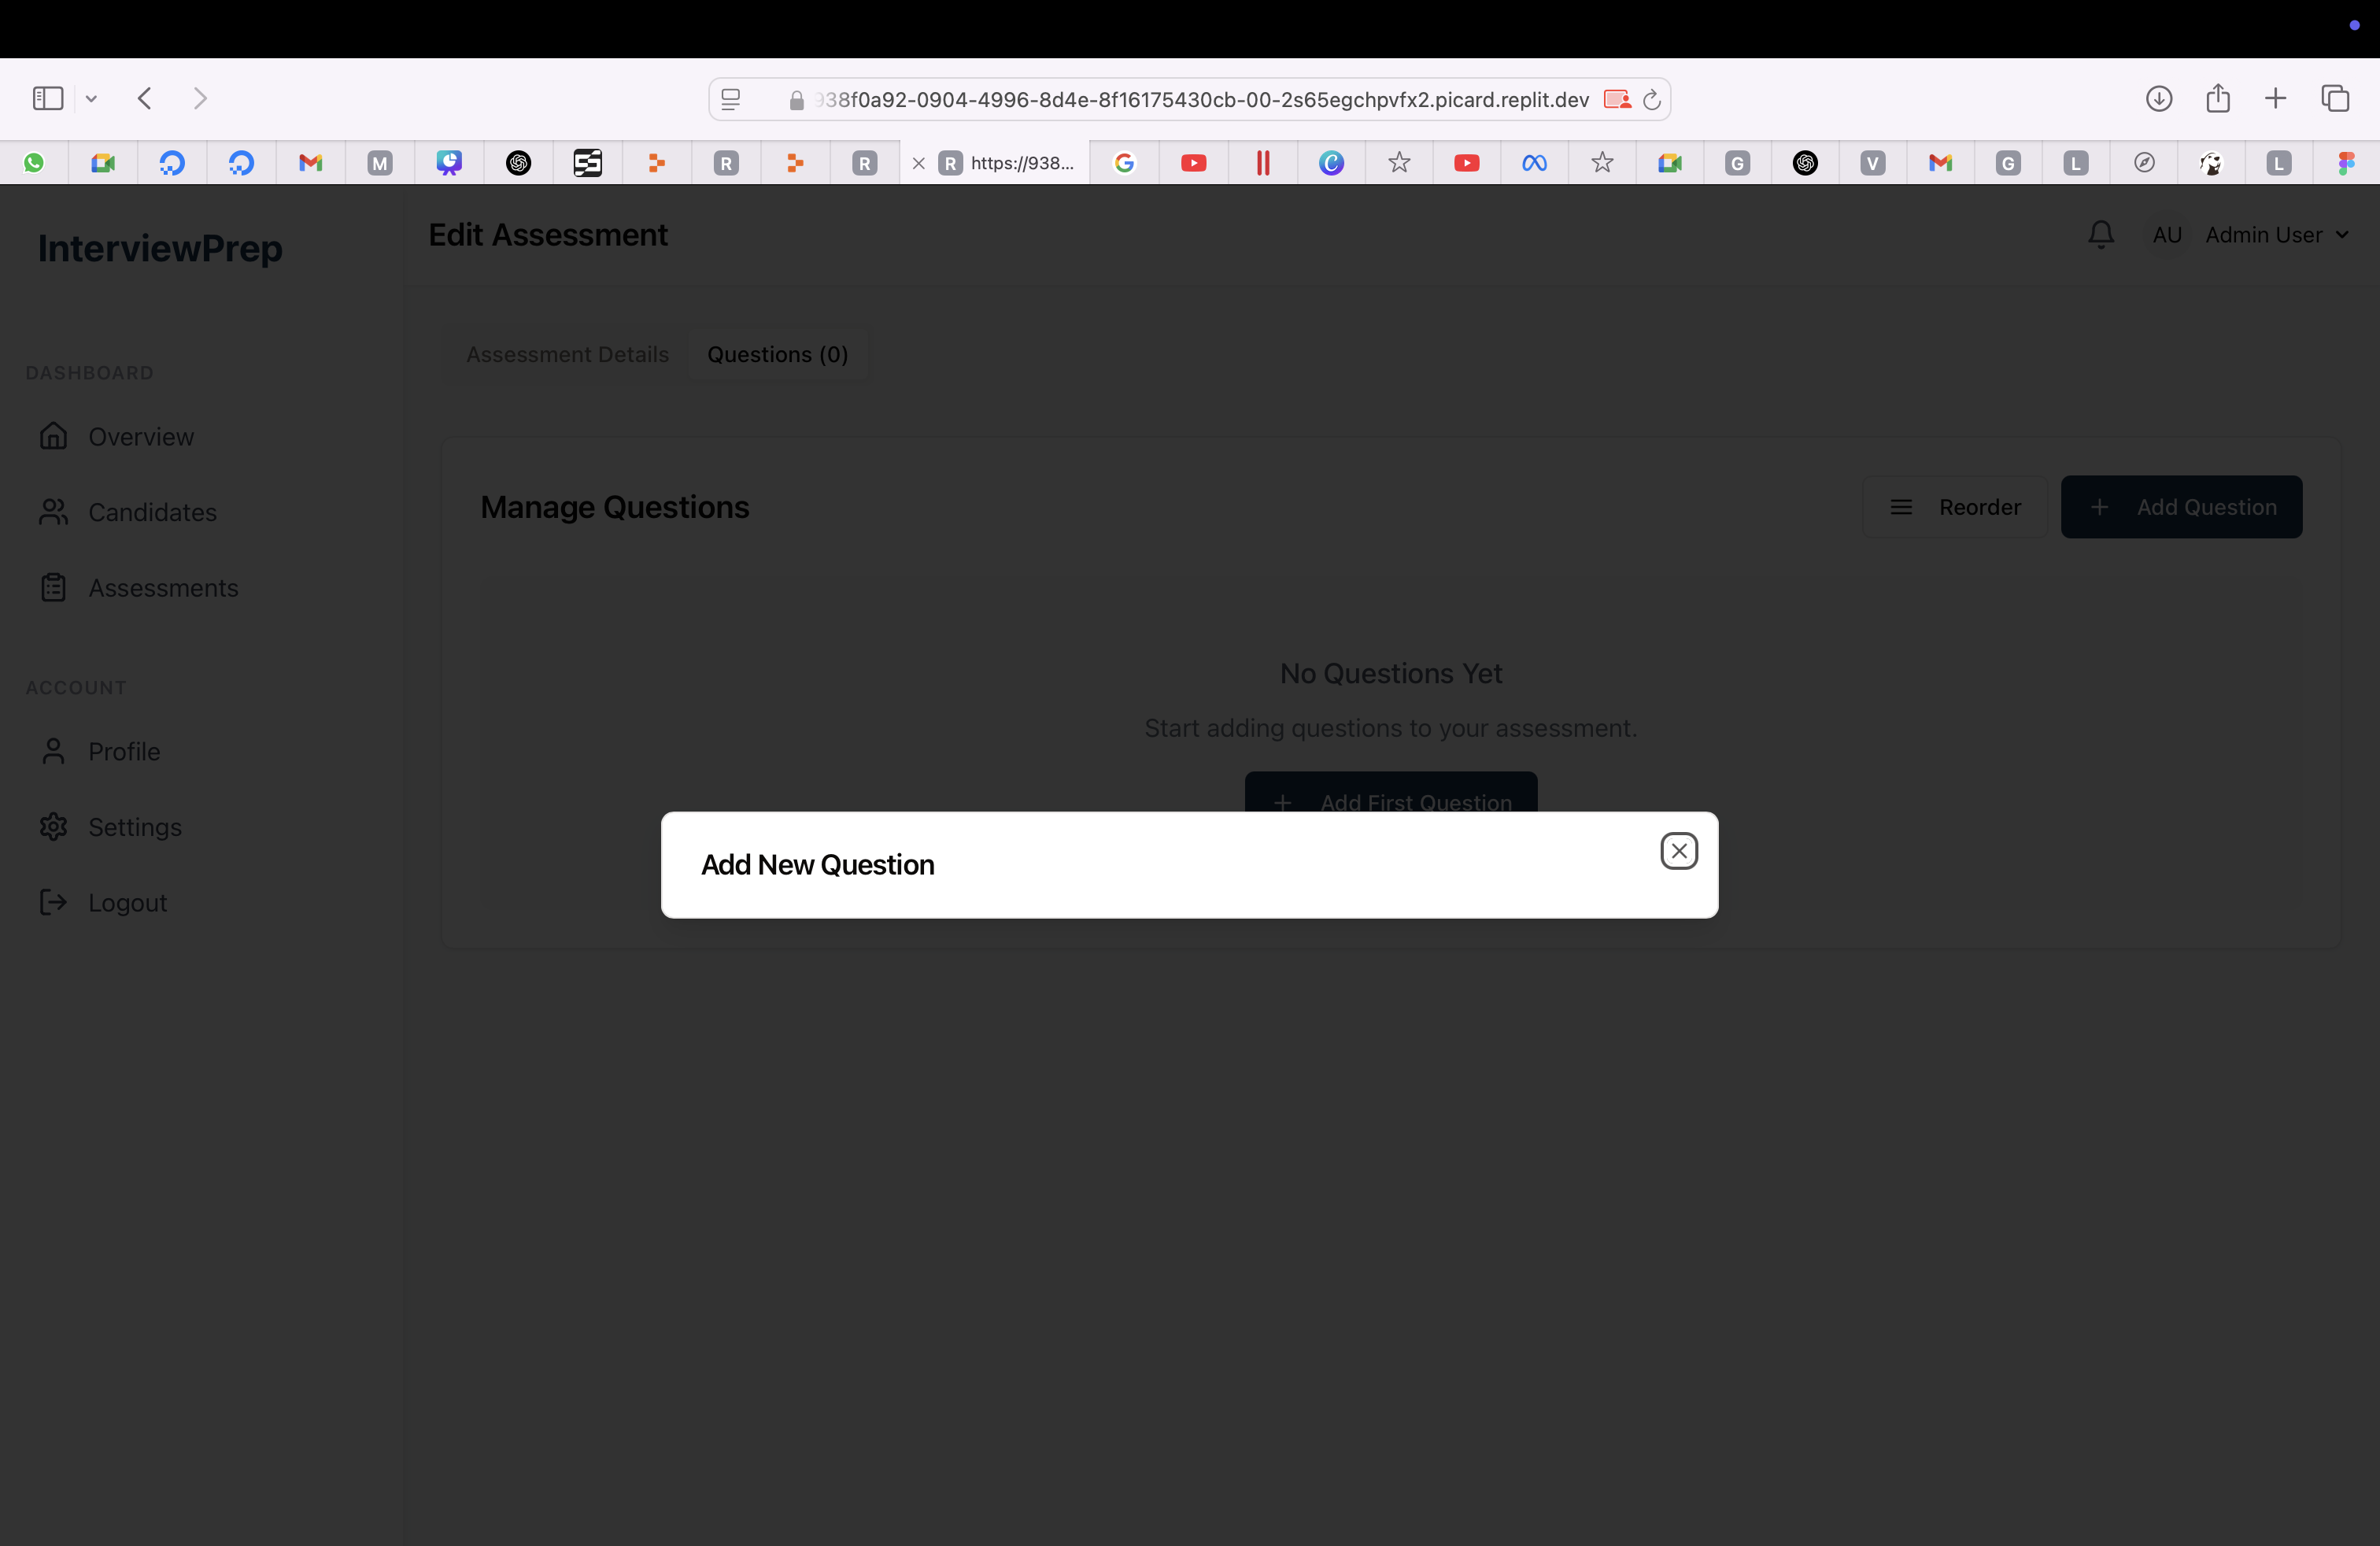 938f0a92-0904-4996-8d4e-8f16175430cb-00-2s65egchpvfx2.picard.replit.dev
M
R
R
R https://938...
G
V
G
L
L
InterviewPrep
Edit Assessment
AU Admin User
DASHBOARD
Overview
Candidates
Assessments
ACCOUNT
Profile
Settings
Logout
Assessment Details Questions (0)
Manage Questions
Reorder
Add Question
No Questions Yet
Start adding questions to your assessment.
Add First Question
Add New Question